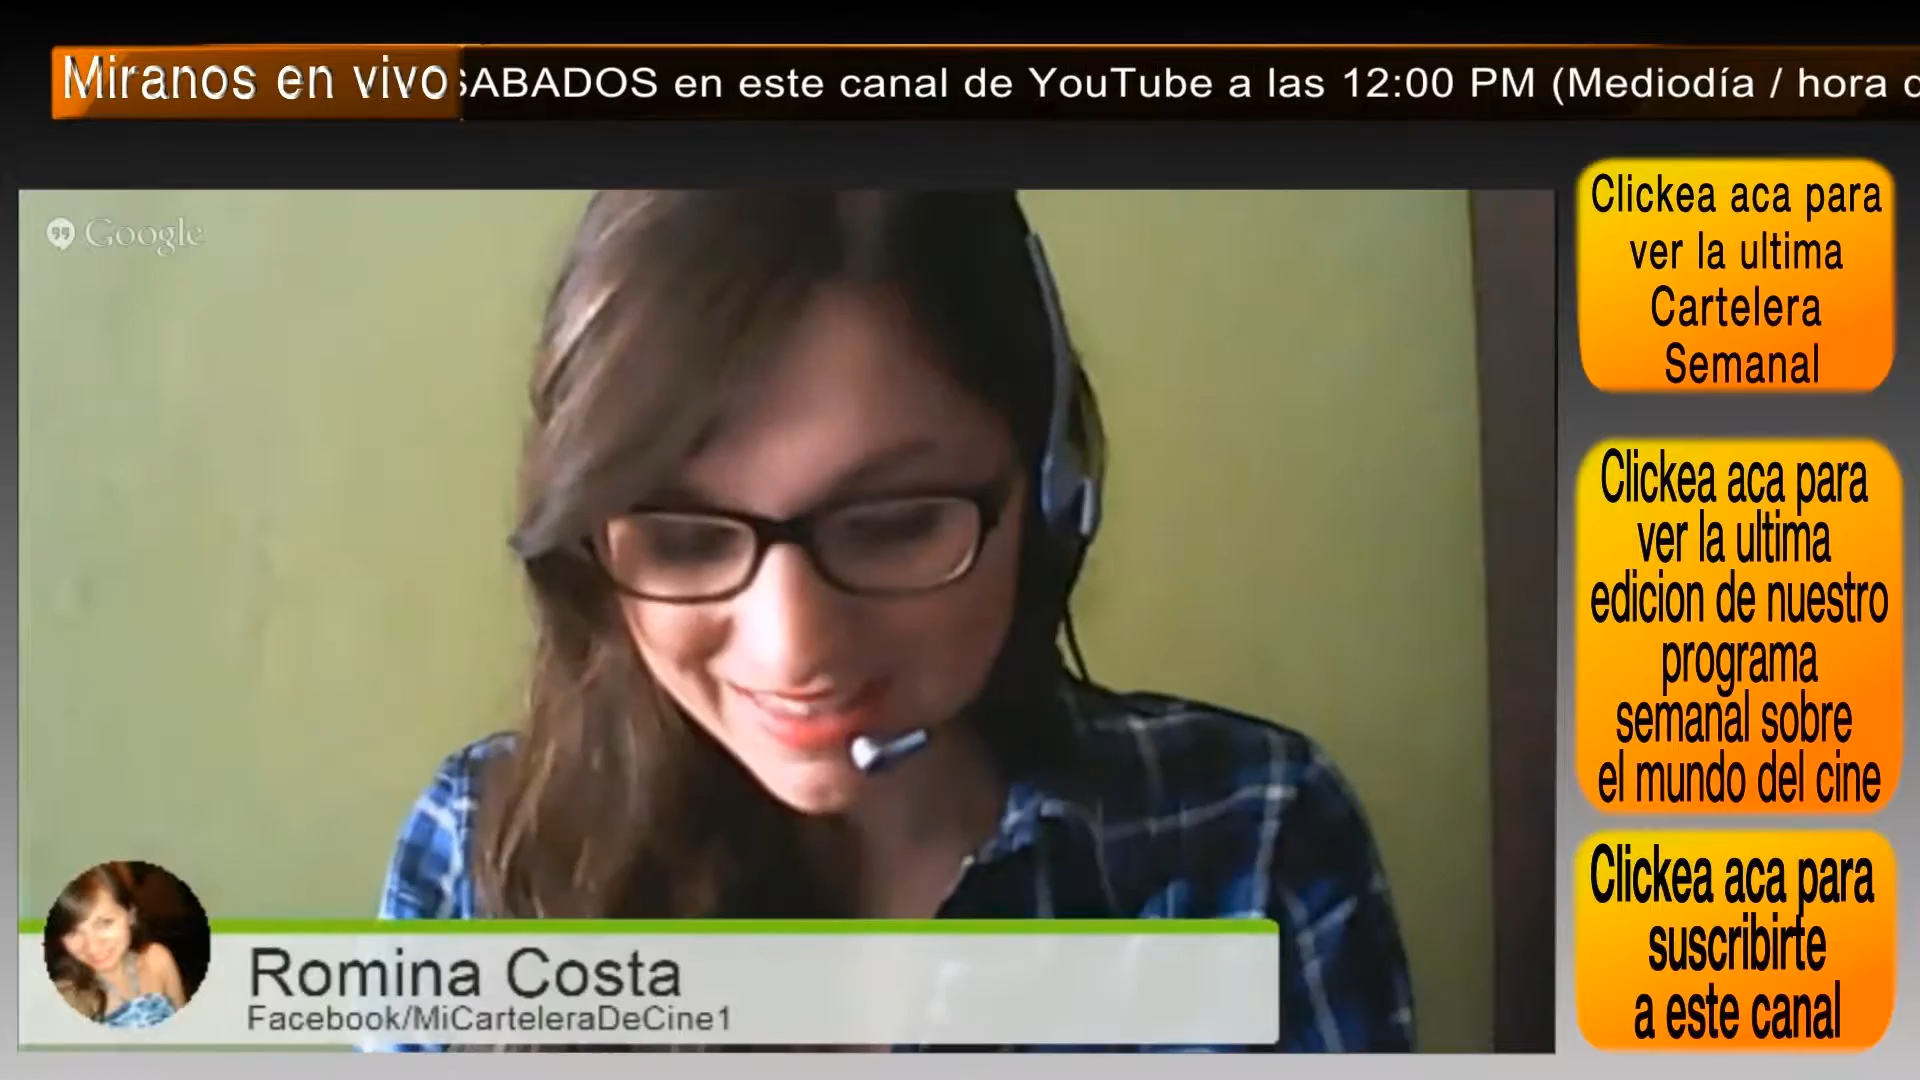 Miranos en vivo
SABADOS en este canal de YouTube a las 12:00 PM (Mediodía / hora
Google
Clickea aca para
ver la ultima
Cartelera
Semanal
Clickea aca para
ver la ultima
edicion de nuestro
programa
semanal sobre
el mundo del cine
Clickea aca para
suscribirte
a este canal
Romina Costa
Facebook/MiCarteleraDeCine1